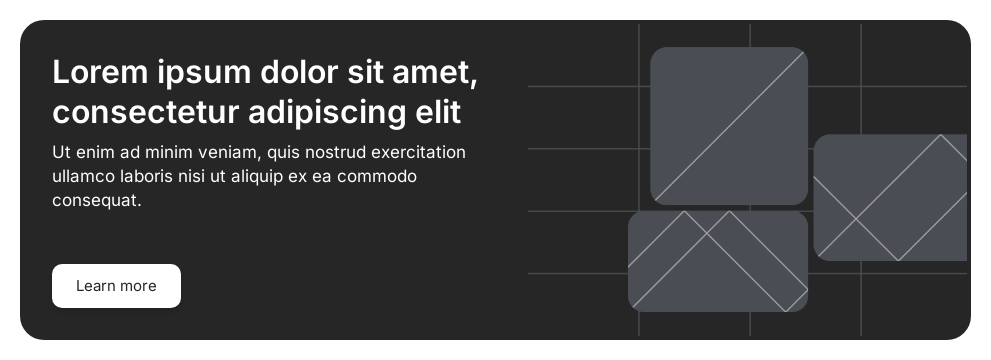 Lorem ipsum dolor sit amet,
consectetur adipiscing elit
Ut enim ad minim veniam, quis nostrud exercitation
ullamco laboris nisi ut aliquip ex ea commodo
consequat.
Learn more